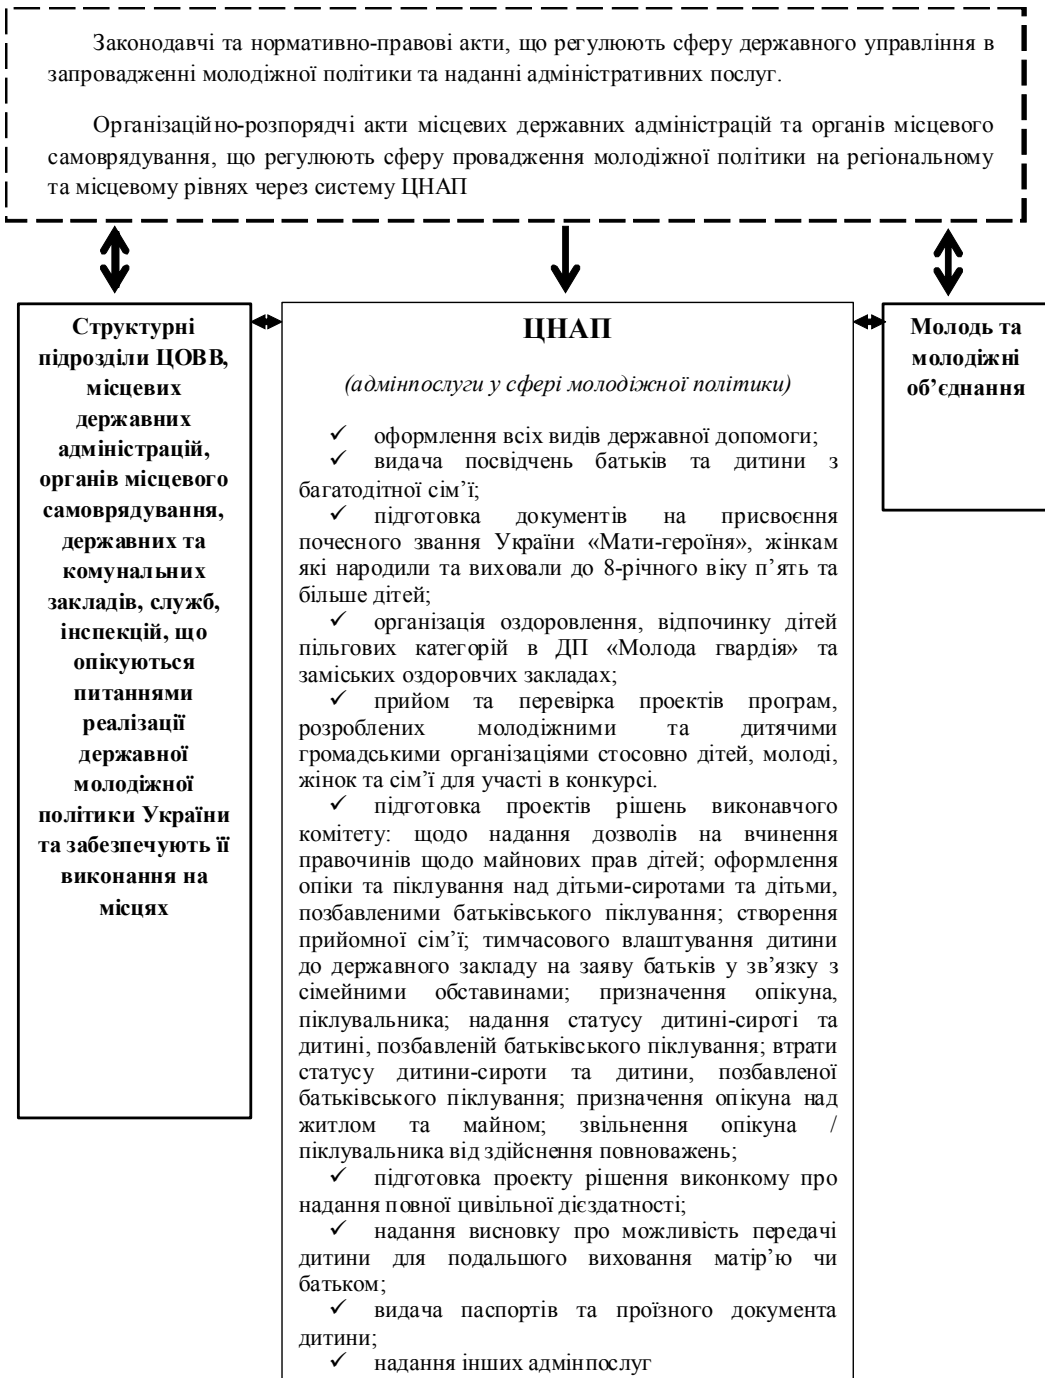 Законодавчі та нормативно-правові акти, що регулюють сферу державного управління в
запровадженні молодіжної політики та наданні адміністративних послуг.
Організаційно-розпорядчі акти місцевих державних адміністрацій та органів місцевого
самоврядування, що регулюють сферу провадження молодіжної політики на регіональному
та місцевому рівнях через систему ЦНАП
Структурні
підрозділи ЦОВВ,
місцевих
державних
адміністрацій,
органів місцевого
самоврядування,
державних та
комунальних
закладів, служб,
інспекцій, що
опікуються
питаннями
реалізації
державної
молодіжної
політики України
та забезпечують її
виконання на
місцях
ЦНАП
(адмінпослуги у сфері молодіжної політики)
✓ оформлення всіх видів державної допомоги;
✓ видача посвідчень батьків та дитини з
багатодітної сім’ї;
✓ підготовка документів на присвоєння
почесного звання України «Мати-героїня», жінкам
які народили та виховали до 8-річного віку п’ять та
більше дітей;
✓ організація оздоровлення, відпочинку дітей
пільгових категорій в ДП «Молода гвардія» та
заміських оздоровчих закладах;
✓ прийом та перевірка проектів програм,
розроблених молодіжними та дитячими
громадськими організаціями стосовно дітей, молоді,
жінок та сім’ї для участі в конкурсі.
✓ підготовка проектів рішень виконавчого
комітету: щодо надання дозволів на вчинення
правочинів щодо майнових прав дітей; оформлення
опіки та піклування над дітьми-сиротами та дітьми,
позбавленими батьківського піклування; створення
прийомної сім’ї; тимчасового влаштування дитини
до державного закладу на заяву батьків у зв’язку з
сімейними обставинами; призначення опікуна,
піклувальника; надання статусу дитині-сироті та
дитині, позбавленій батьківського піклування; втрати
статусу дитини-сироти та дитини, позбавленої
батьківського піклування; призначення опікуна над
житлом та майном; звільнення опікуна /
піклувальника від здійснення повноважень;
✓ підготовка проекту рішення виконкому про
надання повної цивільної дієздатності;
✓ надання висновку про можливість передачі
дитини для подальшого виховання матір’ю чи
батьком;
✓ видача паспортів та проїзного документа
дитини;
✓ надання інших адмінпослуг
Молодь та
молодіжні
об’єднання